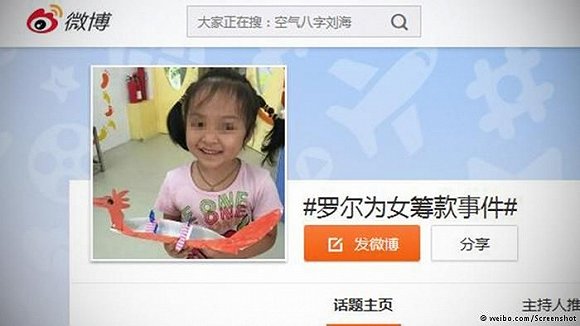 微博
大家正在搜：空气八字刘海
#罗尔为女筹款事件#
发微博
分享
话题主页
主持人推
© weibo.com/Screenshot